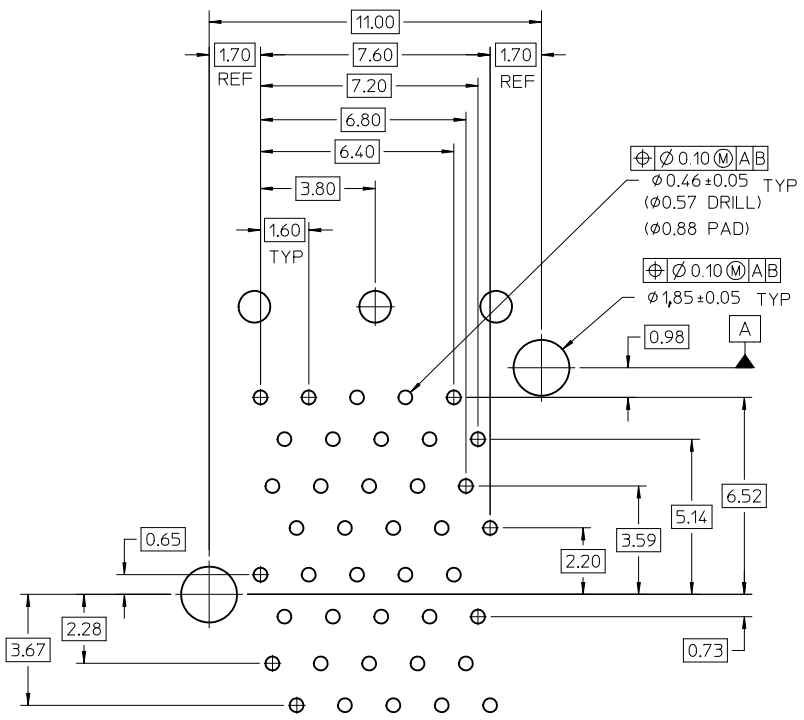 11.00
1.70 7.60 1.70
REF REF
7.20
6.80
6.40
3.80
1.60
TYP
⌖ Ø 0.10 Ⓜ A B
Ø0.46±0.05 TYP
(Ø0.57 DRILL)
(Ø0.88 PAD)
⌖ Ø 0.10 Ⓜ A B
Ø1,85±0.05 TYP
A
0.98
6.52
5.14
3.59
2.20
0.65
2.28
3.67
0.73